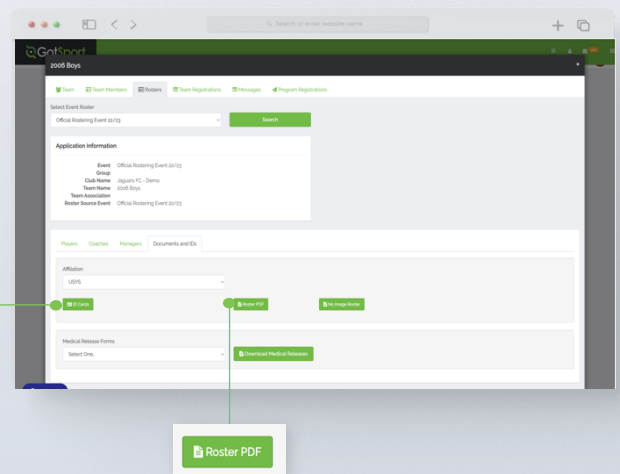 Search or enter website name
GotSport
2006 Boys
×
Team Team Members Rosters Team Registrations Messages Program Registrations
Select Event Roster
Official Rostering Event 22/23 Search
Application Information
Event Official Rostering Event 22/23
Group
Club Name Jaguars FC - Demo
Team Name 2006 Boys
Team Association
Roster Source Event Official Rostering Event 22/23
Players Coaches Managers Documents and IDs
Affiliation
USYS
ID Cards Roster PDF No Image Roster
Medical Release Forms
Select One... Download Medical Releases
Roster PDF